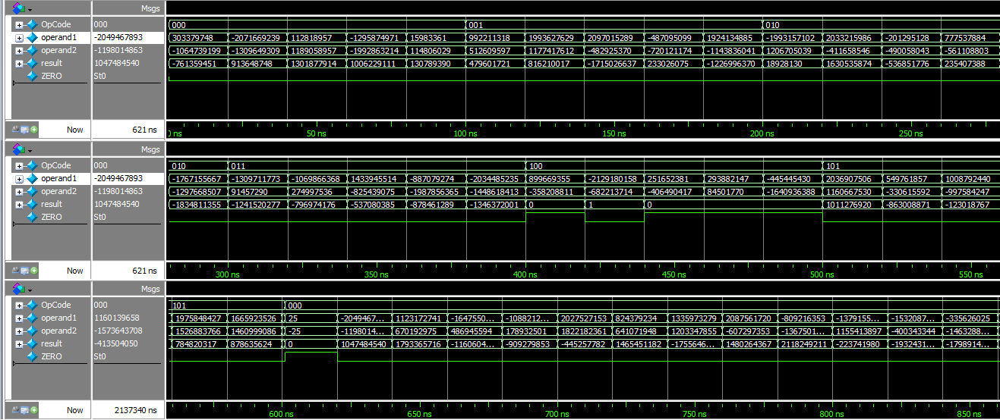 Msgs
OpCode 000 000 001 010
operand1 -2049467893 303379748 -2071669239 112818957 -1295874971 15983361 992211318 1993627629 2097015289 -487095099 1924134885 -1993157102 2033215986 -201295128 777537884
operand2 -1198014863 -1064739199 -1309649309 1189058957 -1992863214 114806029 512609597 1177417612 -482925370 -720121174 -1143836041 1206705039 -411658546 -490058043 -561108803
result 1047484540 -761359451 913648748 1301877914 1006229111 130789390 479601721 816210017 -1715026637 233026075 -1226996370 18928130 1630535874 -536851776 235407388
ZERO St0
Now 621 ns ns 50 ns 100 ns 150 ns 200 ns 250 ns
Msgs
OpCode 000 010 011 100 101
operand1 -2049467893 -1767155667 -1309711773 -1069866368 1433945514 -887079274 -2034485235 899669355 -2129180158 251652381 293882147 -445445430 2036907506 549761857 1008792440
operand2 -1198014863 -1297668507 91457290 274997536 -825439075 -1987856365 -1448618413 -358208811 -682213714 -406490417 84501770 -1640936388 1160667530 -330615592 -997584247
result 1047484540 -1834811355 -1241520277 -796974176 -537080385 -878461289 -1346372001 0 1 0 1011276920 -863008871 -123018767
ZERO St0
Now 621 ns 300 ns 350 ns 400 ns 450 ns 500 ns 550 ns
Msgs
OpCode 000 101 000
operand1 1160139658 1975848427 1665923526 25 -2049467... 1123172741 -1647550... -1088212... 2027527153 824379234 1335973279 2087561720 -809216353 -1379155... -1532087... -335626025
operand2 -1573643708 1526883766 1460999086 -25 -1198014... 670192975 486945594 178932501 1822182361 641071948 1203347855 -607297353 -1367501... 1155413897 -400343344 -1463288...
result -413504050 784820317 878635624 0 1047484540 1793365716 -1160604... -909279853 -445257782 1465451182 -1755646... 1480264367 2118249211 -223741980 -1932431... -1798914...
ZERO St0
Now 2137340 ns 600 ns 650 ns 700 ns 750 ns 800 ns 850 ns